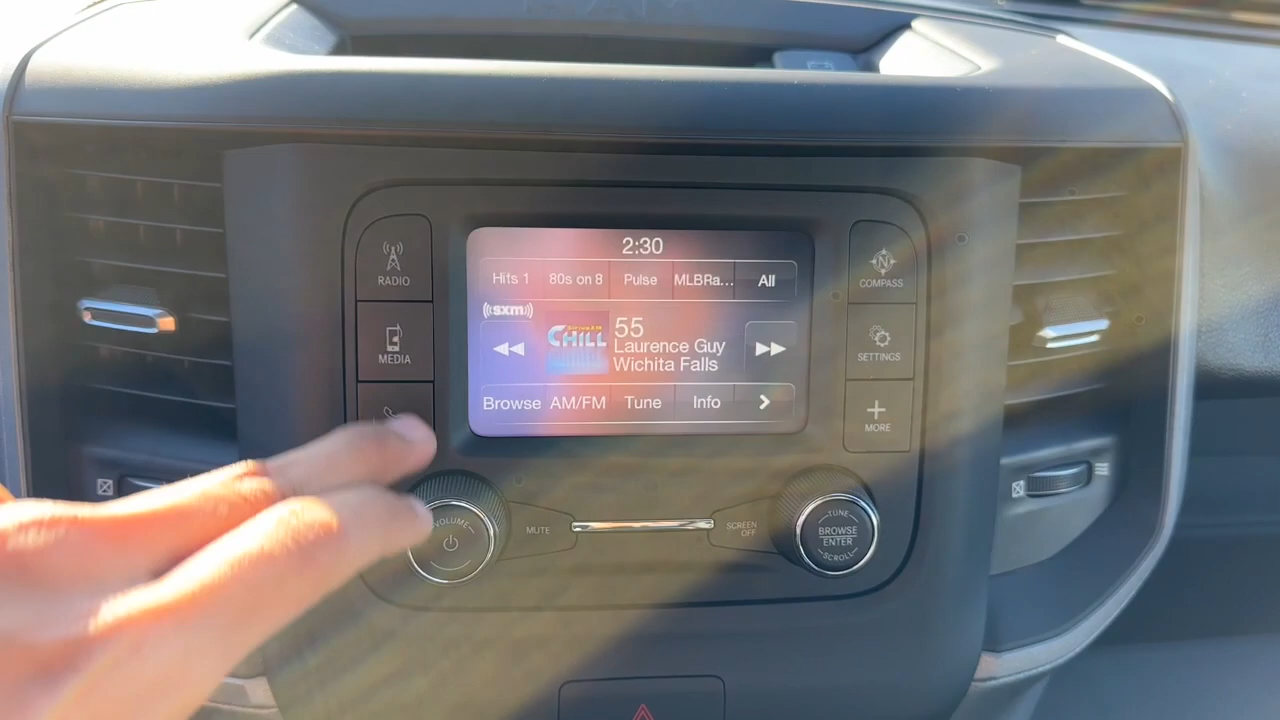 2:30
Hits 1 80s on 8 Pulse MLBRa... All
((sxm))
SiriusXM
CHILL
55
Laurence Guy
Wichita Falls
Browse AM/FM Tune Info
RADIO
MEDIA
N
COMPASS
SETTINGS
MORE
VOLUME
MUTE
SCREEN
OFF
TUNE
BROWSE
ENTER
SCROLL